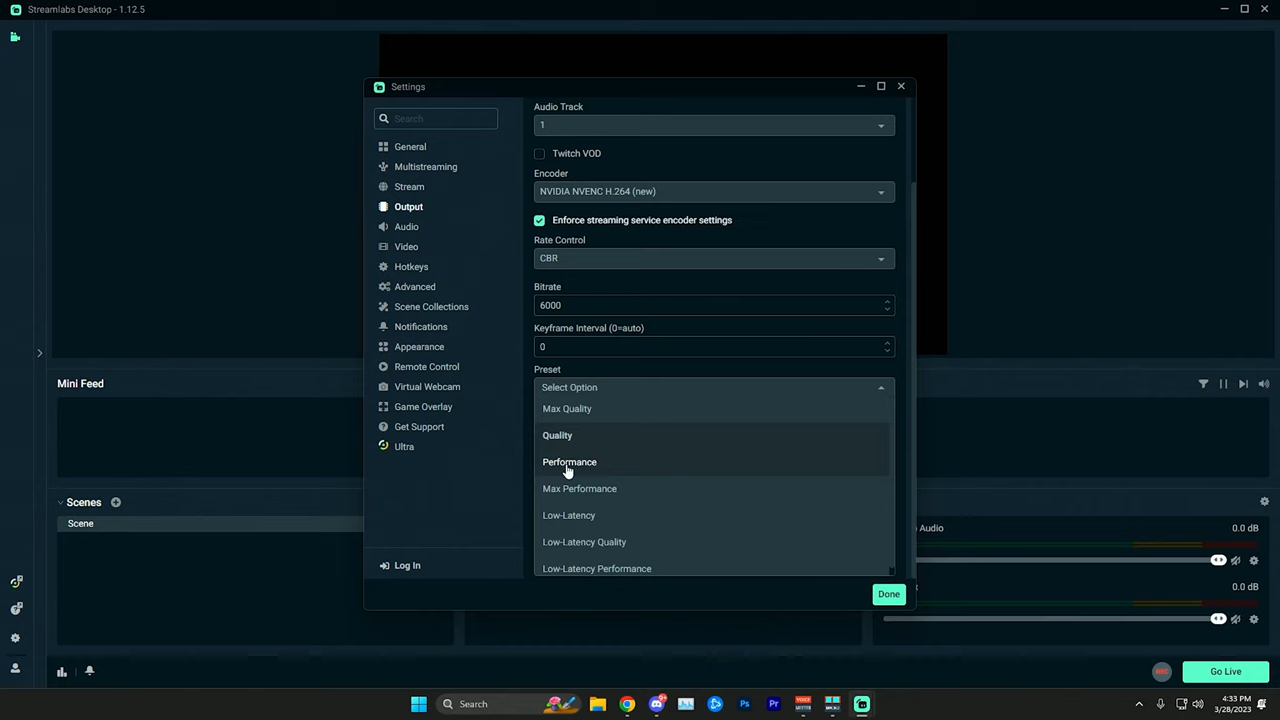 Streamlabs Desktop - 1.12.5
Settings
Search
General
Multistreaming
Stream
Output
Audio
Video
Hotkeys
Advanced
Scene Collections
Notifications
Appearance
Remote Control
Virtual Webcam
Game Overlay
Get Support
Ultra
Log In
Audio Track
1
Twitch VOD
Encoder
NVIDIA NVENC H.264 (new)
Enforce streaming service encoder settings
Rate Control
CBR
Bitrate
6000
Keyframe Interval (0=auto)
0
Preset
Select Option
Max Quality
Quality
Performance
Max Performance
Low-Latency
Low-Latency Quality
Low-Latency Performance
Done
Mini Feed
Scenes
Scene
Audio 0.0 dB
0.0 dB
REC
Go Live
Search
4:33 PM
3/28/2023